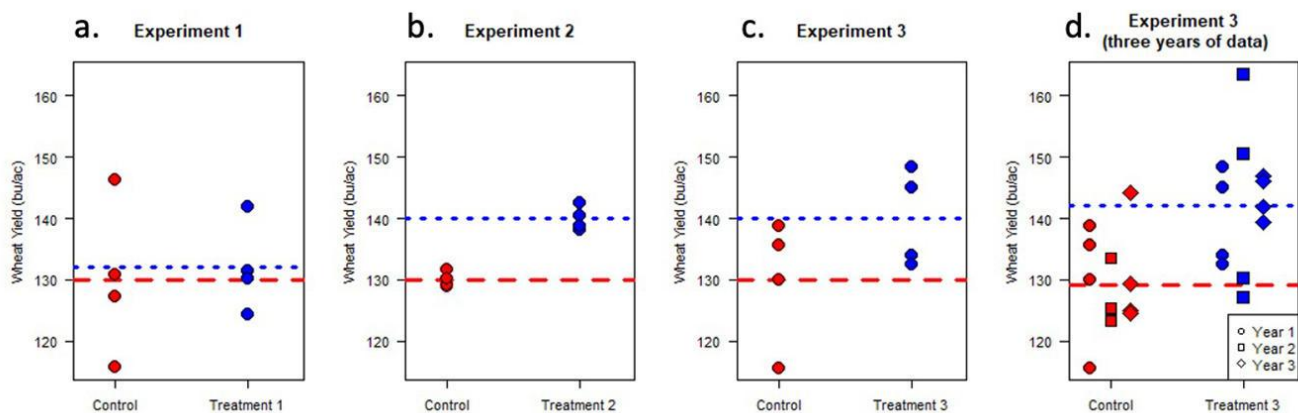 a. Experiment 1
Wheat Yield (bu/ac)
160
150
140
130
120
Control Treatment 1
b. Experiment 2
Wheat Yield (bu/ac)
160
150
140
130
120
Control Treatment 2
c. Experiment 3
Wheat Yield (bu/ac)
160
150
140
130
120
Control Treatment 3
d. Experiment 3
(three years of data)
Wheat Yield (bu/ac)
160
150
140
130
120
Year 1
Year 2
Year 3
Control Treatment 3